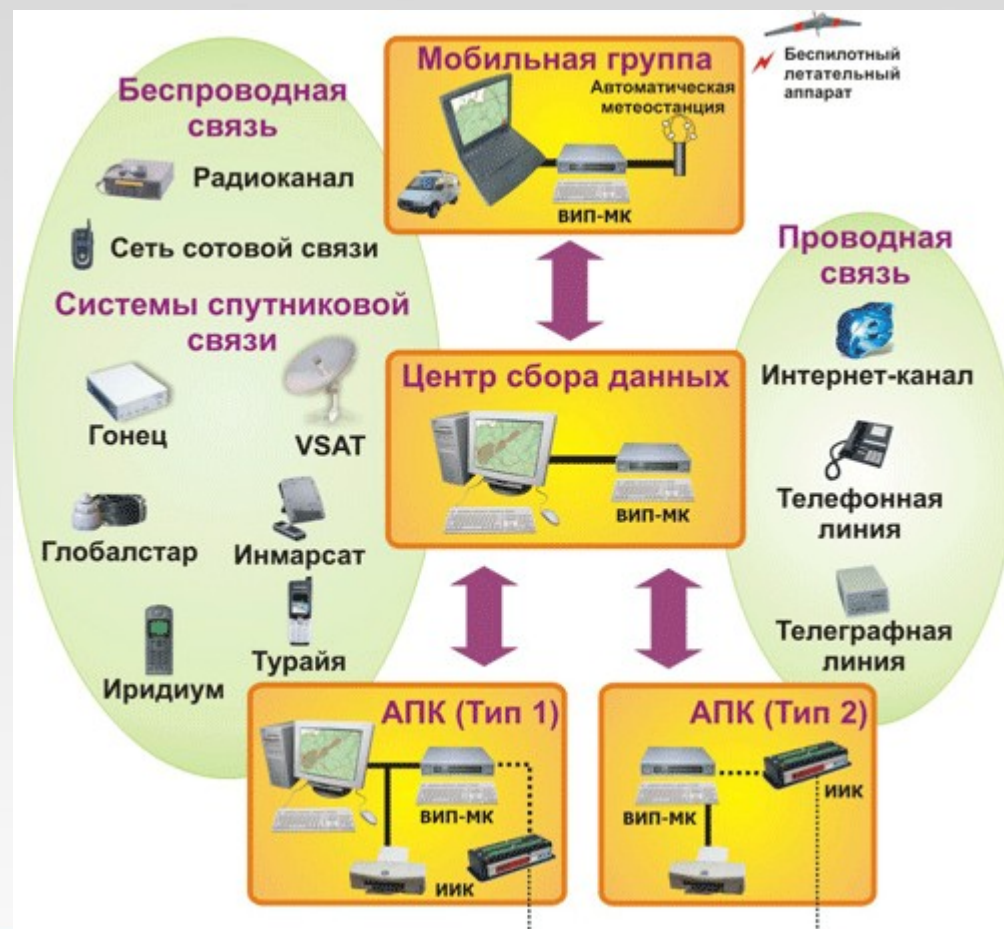 Мобильная группа
Автоматическая
метеостанция
ВИП-МК
Беспилотный
летательный
аппарат
Беспроводная
связь
Радиоканал
Сеть сотовой связи
Системы спутниковой
связи
Гонец
VSAT
Глобалстар
Инмарсат
Иридиум
Турайя
Центр сбора данных
ВИП-МК
Проводная
связь
Интернет-канал
Телефонная
линия
Телеграфная
линия
АПК (Тип 1)
ВИП-МК
ИИК
АПК (Тип 2)
ВИП-МК
ИИК